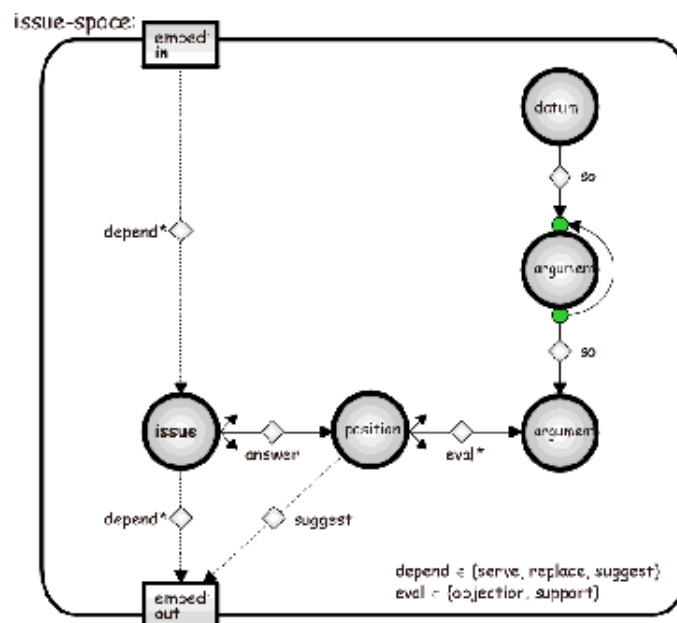 issue-space:
embed:
in
datum
so
depend*
argument
so
issue
position
argument
answer
eval*
depend*
suggest
embed:
out
depend ∈ {serve, replace, suggest}
eval ∈ {objection, support}